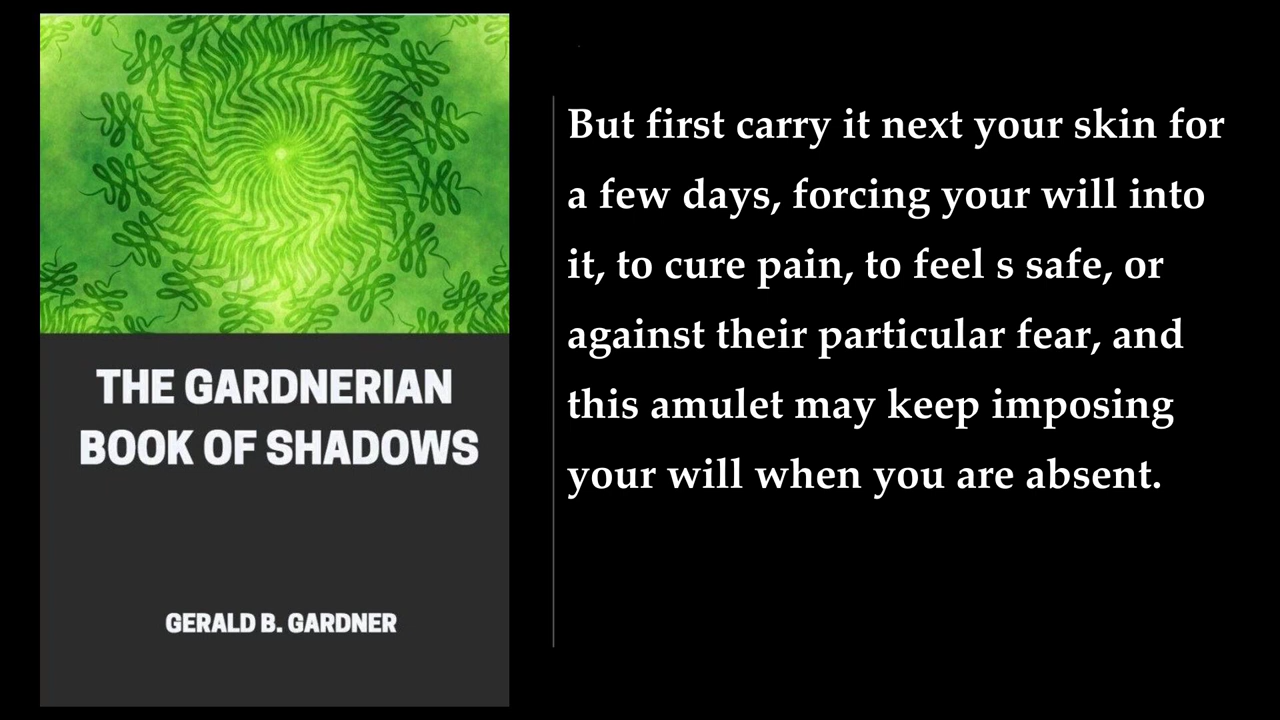 THE GARDNERIAN
BOOK OF SHADOWS
GERALD B. GARDNER
But first carry it next your skin for
a few days, forcing your will into
it, to cure pain, to feel s safe, or
against their particular fear, and
this amulet may keep imposing
your will when you are absent.